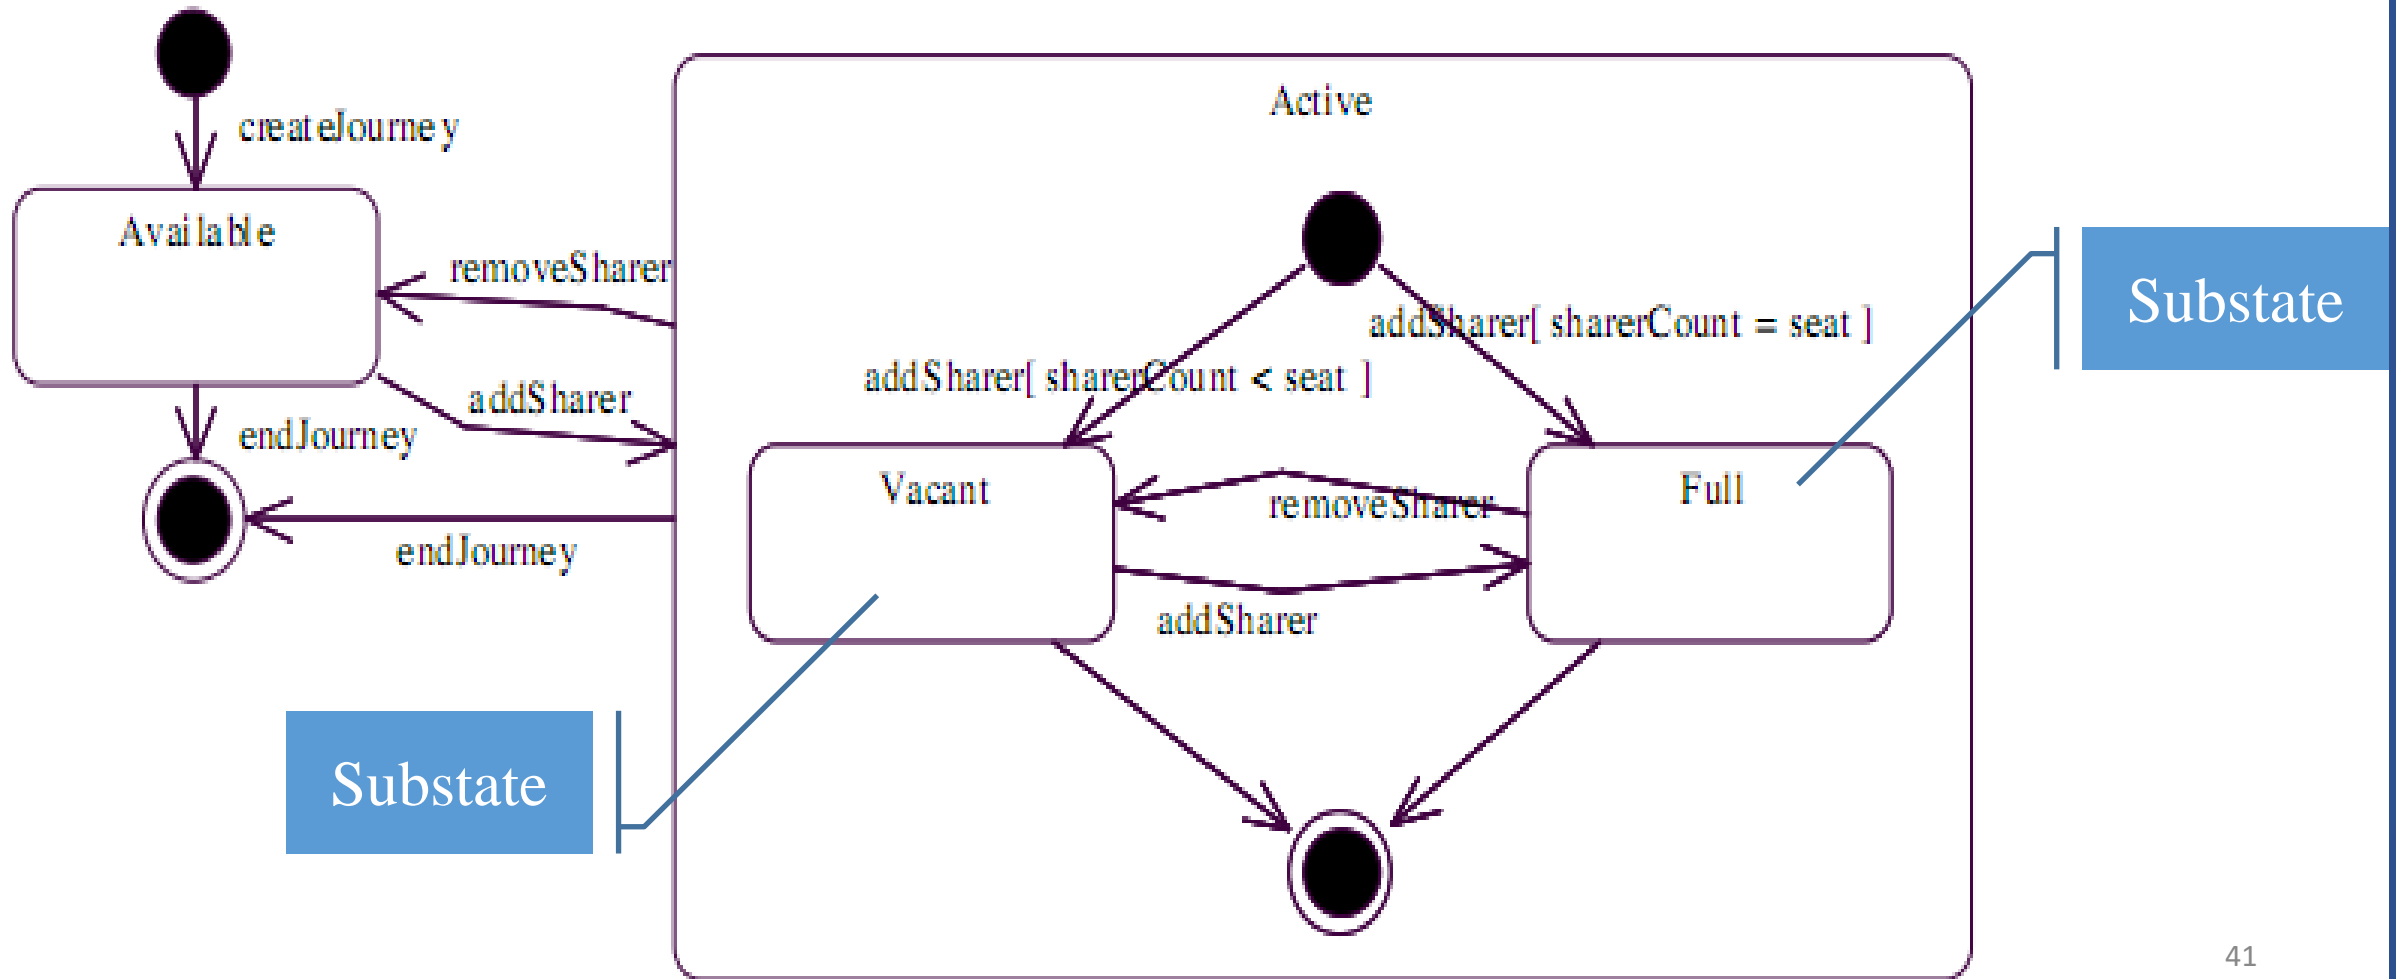 createJourney
Active
Available
removeSharer
Substate
addSharer[ sharerCount = seat ]
addSharer[ sharerCount < seat ]
addSharer
endJourney
Vacant
removeSharer
Full
endJourney
addSharer
Substate
41